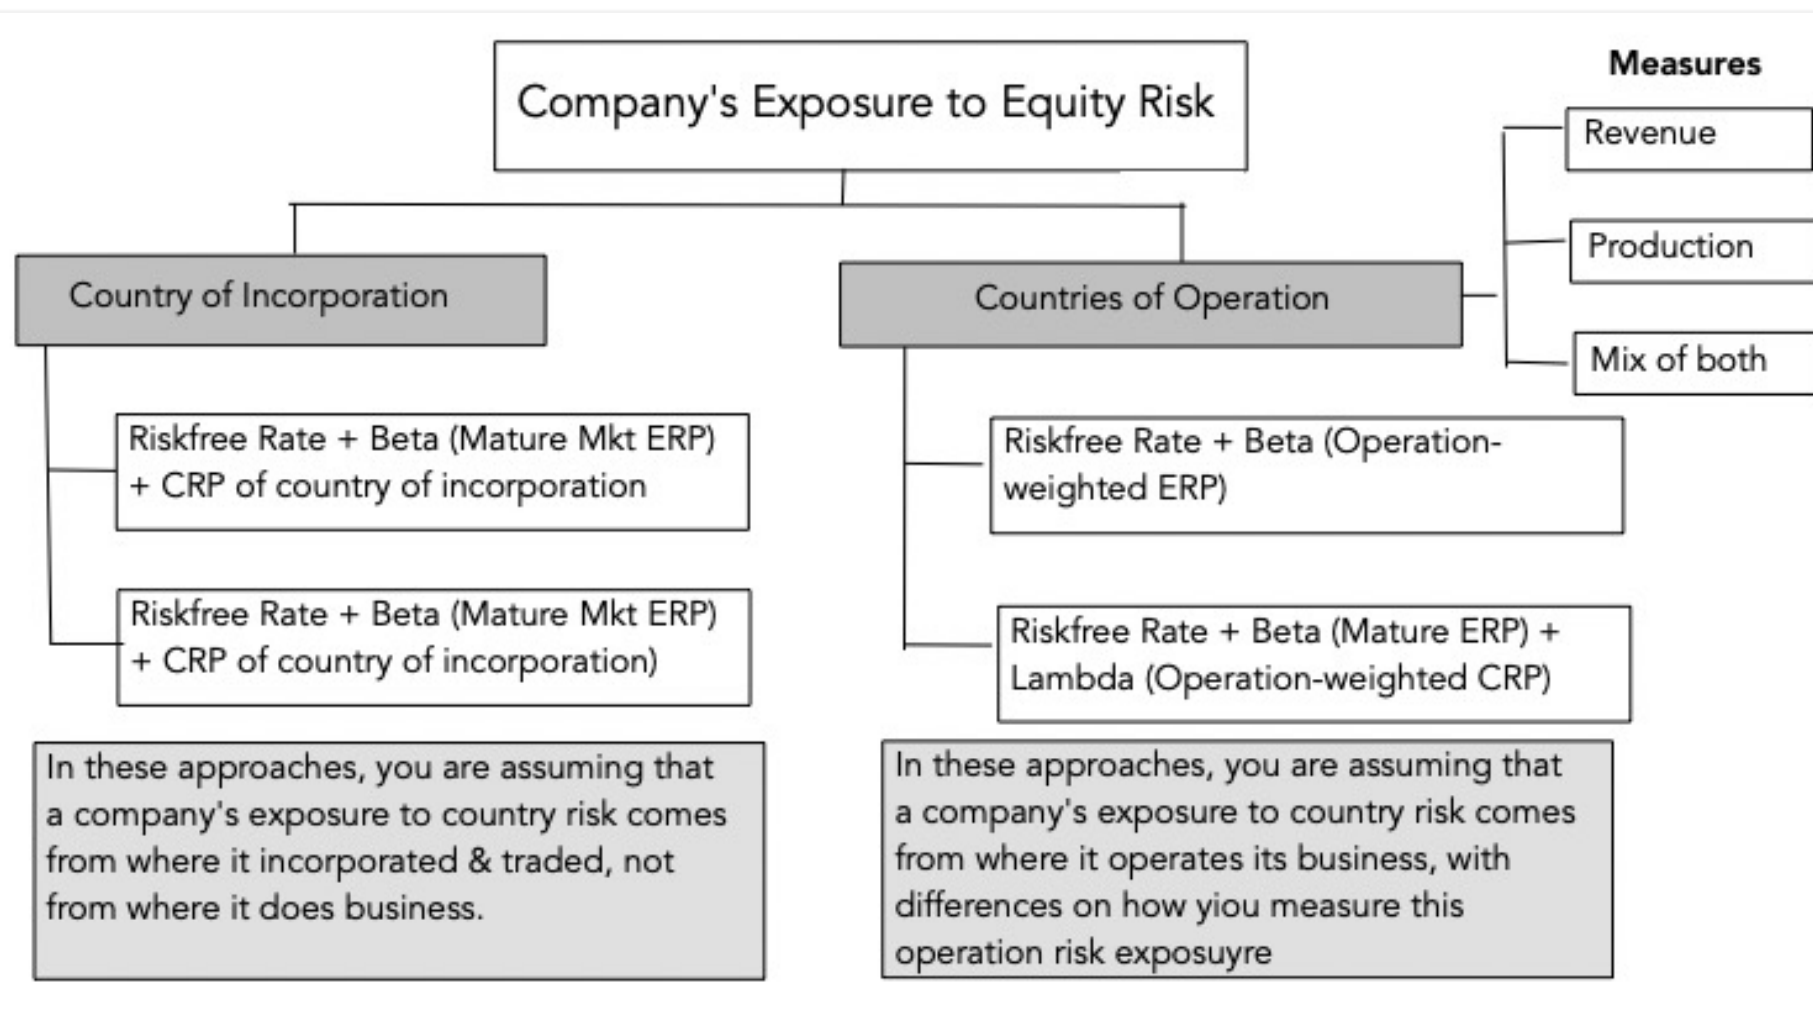 Company's Exposure to Equity Risk
Measures
Revenue
Production
Mix of both
Country of Incorporation
Countries of Operation
Riskfree Rate + Beta (Mature Mkt ERP)
+ CRP of country of incorporation
Riskfree Rate + Beta (Mature Mkt ERP)
+ CRP of country of incorporation)
In these approaches, you are assuming that
a company's exposure to country risk comes
from where it incorporated & traded, not
from where it does business.
Riskfree Rate + Beta (Operation-
weighted ERP)
Riskfree Rate + Beta (Mature ERP) +
Lambda (Operation-weighted CRP)
In these approaches, you are assuming that
a company's exposure to country risk comes
from where it operates its business, with
differences on how yiou measure this
operation risk exposuyre